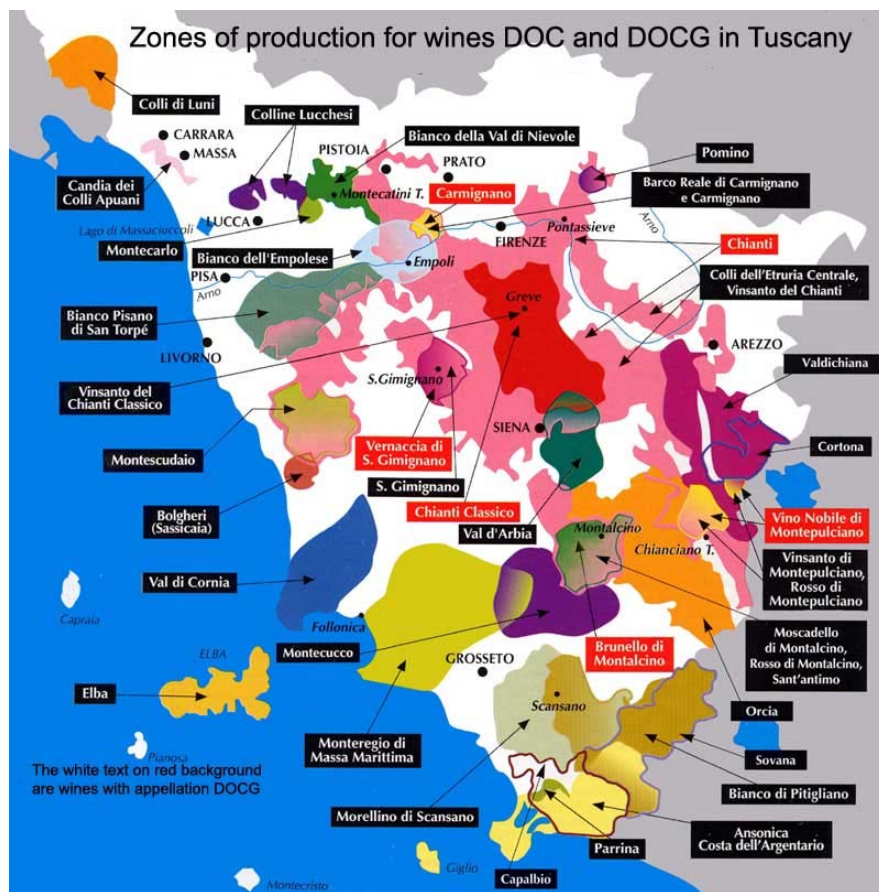 Zones of production for wines DOC and DOCG in Tuscany
Colli di Luni
Colline Lucchesi
CARRARA
MASSA
PISTOIA
Bianco della Val di Nievole
PRATO
Pomino
Candia dei
Colli Apuani
Montecatini T.
Carmignano
Barco Reale di Carmignano
e Carmignano
LUCCA
Lago di Massaciuccoli
Montecarlo
FIRENZE
Pontassieve
Arno
Chianti
Bianco dell'Empolese
Empoli
PISA
Arno
Colli dell'Etruria Centrale,
Vinsanto del Chianti
Greve
Bianco Pisano
di San Torpé
LIVORNO
AREZZO
Valdichiana
S.Gimignano
Vinsanto del
Chianti Classico
SIENA
Vernaccia di
S. Gimignano
Cortona
Montescudaio
S. Gimignano
Bolgheri
(Sassicaia)
Chianti Classico
Val d'Arbia
Vino Nobile di
Montepulciano
Montalcino
Chianciano T.
Vinsanto di
Montepulciano,
Rosso di
Montepulciano
Val di Cornia
Capraia
Follonica
Montecucco
Brunello di
Montalcino
Moscadello
di Montalcino,
Rosso di Montalcino,
Sant'antimo
ELBA
GROSSETO
Elba
Scansano
Orcia
Monteregio di
Massa Marittima
Pianosa
Sovana
The white text on red background
are wines with appellation DOCG
Bianco di Pitigliano
Morellino di Scansano
Ansonica
Costa dell'Argentario
Parrina
Giglio
Capalbio
Montecristo